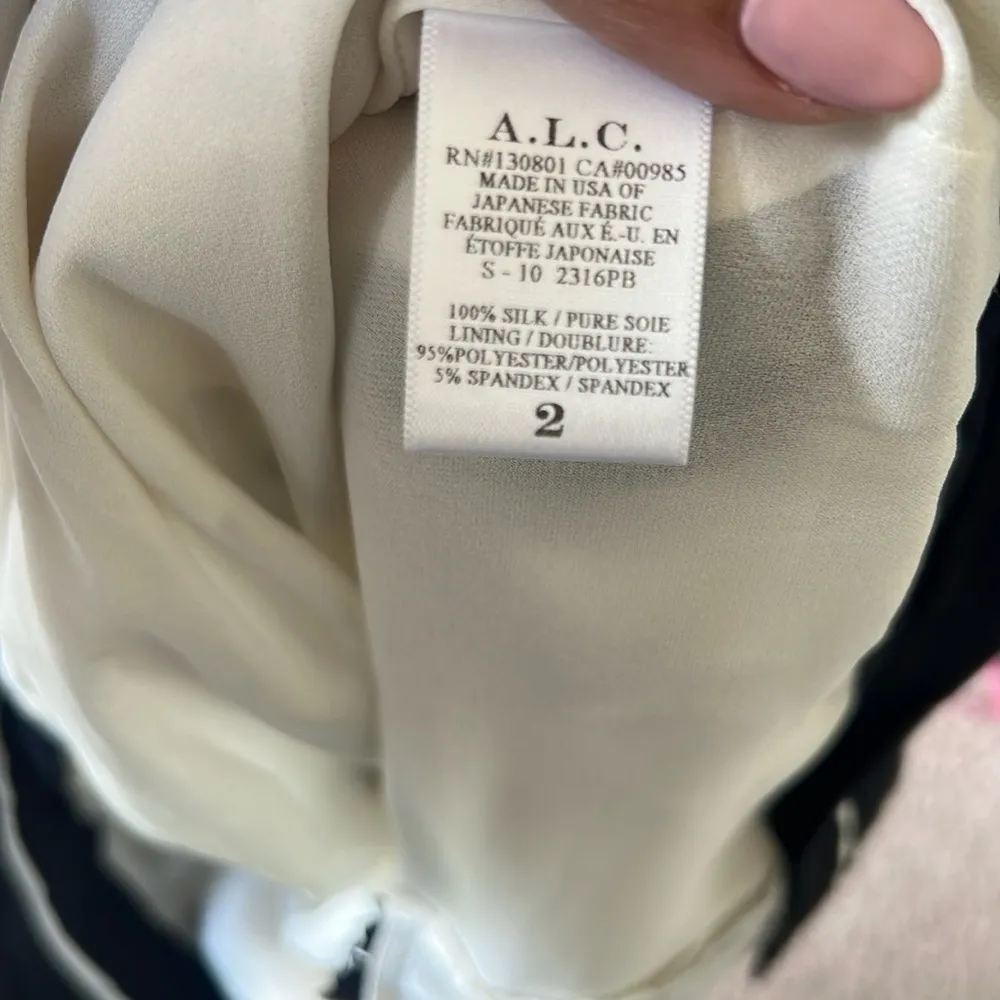 A.L.C.
RN#130801 CA#00985
MADE IN USA OF
JAPANESE FABRIC
FABRIQUÉ AUX É.-U. EN
ÉTOFFE JAPONAISE
S - 10 2316PB
100% SILK / PURE SOIE
LINING / DOUBLURE:
95%POLYESTER/POLYESTER
5% SPANDEX / SPANDEX
2